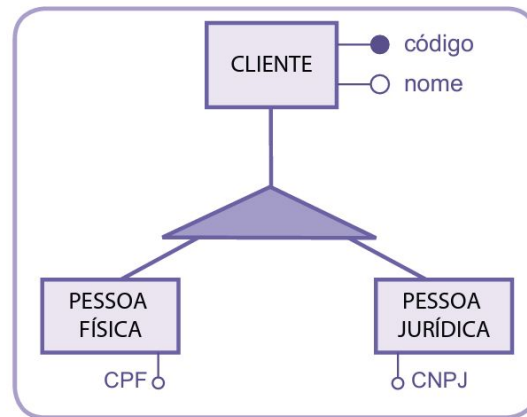 CLIENTE
código
nome
PESSOA
FÍSICA
PESSOA
JURÍDICA
CPF
CNPJ